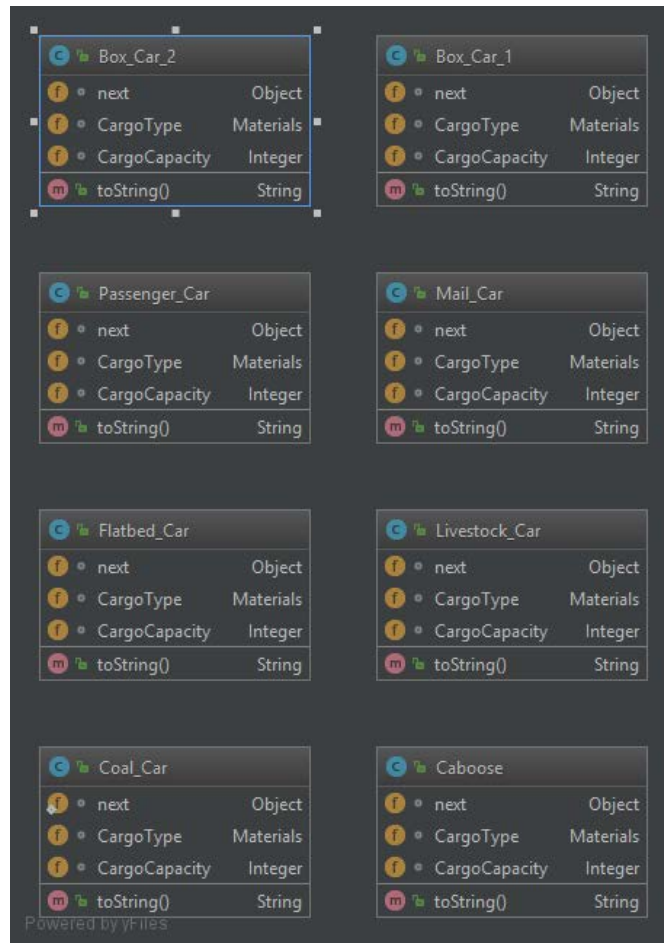 Box_Car_2
next Object
CargoType Materials
CargoCapacity Integer
toString() String
Box_Car_1
next Object
CargoType Materials
CargoCapacity Integer
toString() String
Passenger_Car
next Object
CargoType Materials
CargoCapacity Integer
toString() String
Mail_Car
next Object
CargoType Materials
CargoCapacity Integer
toString() String
Flatbed_Car
next Object
CargoType Materials
CargoCapacity Integer
toString() String
Livestock_Car
next Object
CargoType Materials
CargoCapacity Integer
toString() String
Coal_Car
next Object
CargoType Materials
CargoCapacity Integer
toString() String
Caboose
next Object
CargoType Materials
CargoCapacity Integer
toString() String
Powered by yFiles